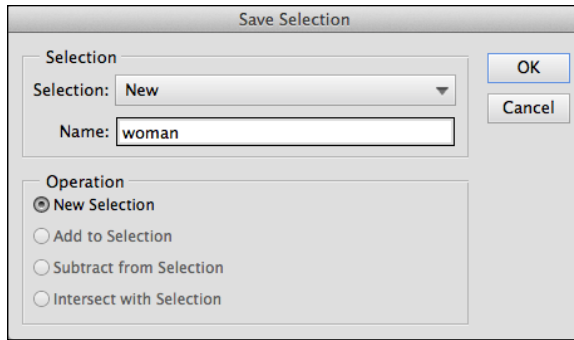 Save Selection
Selection
Selection: New
Name: woman
OK
Cancel
Operation
New Selection
Add to Selection
Subtract from Selection
Intersect with Selection